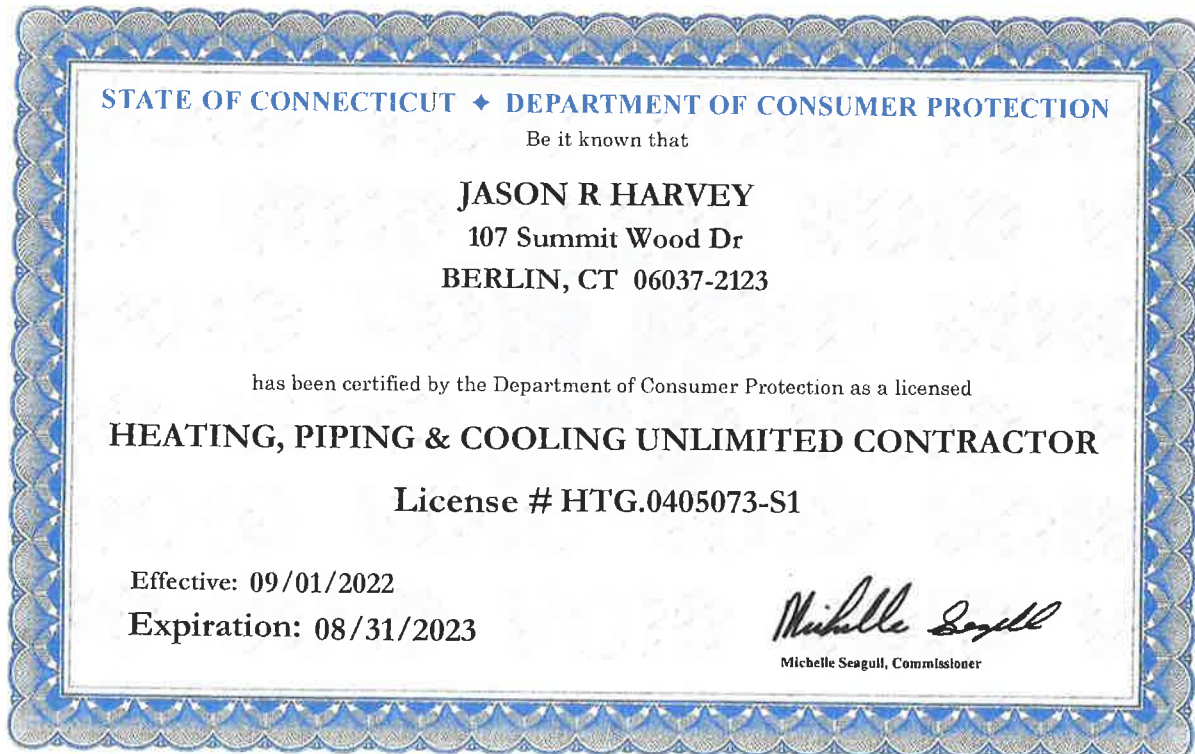 STATE OF CONNECTICUT ✦ DEPARTMENT OF CONSUMER PROTECTION
Be it known that
JASON R HARVEY
107 Summit Wood Dr
BERLIN, CT 06037-2123
has been certified by the Department of Consumer Protection as a licensed
HEATING, PIPING & COOLING UNLIMITED CONTRACTOR
License # HTG.0405073-S1
Effective: 09/01/2022
Expiration: 08/31/2023
Michelle Seagull
Michelle Seagull, Commissioner